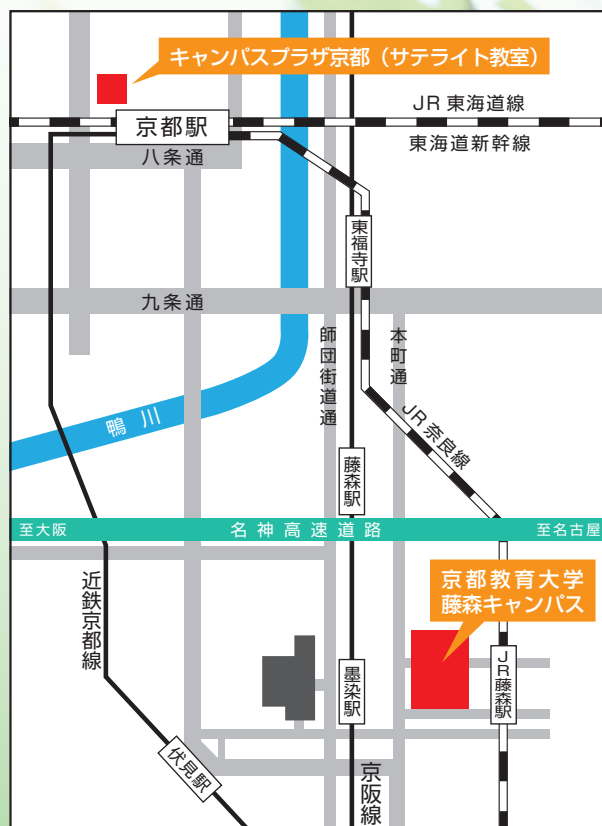 キャンパスプラザ京都（サテライト教室）
JR東海道線
京都駅
東海道新幹線
八条通
東福寺駅
九条通
師団街道通
本町通
鴨川
JR奈良線
藤森駅
至大阪
名神高速道路
至名古屋
京都教育大学
藤森キャンパス
近鉄京都線
墨染駅
JR藤森駅
伏見駅
京阪線